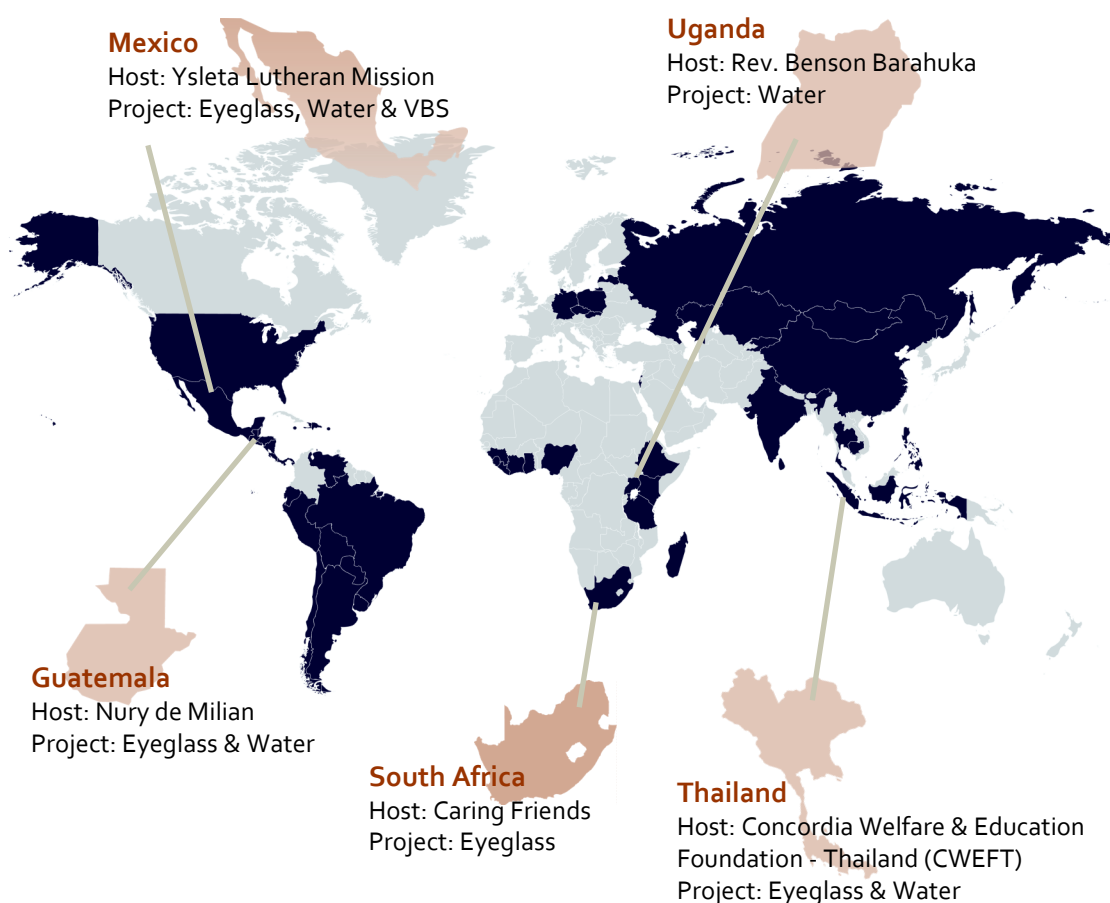 Mexico
Host: Ysleta Lutheran Mission
Project: Eyeglass, Water & VBS
Uganda
Host: Rev. Benson Barahuka
Project: Water
Guatemala
Host: Nury de Milian
Project: Eyeglass & Water
South Africa
Host: Caring Friends
Project: Eyeglass
Thailand
Host: Concordia Welfare & Education
Foundation - Thailand (CWEFT)
Project: Eyeglass & Water